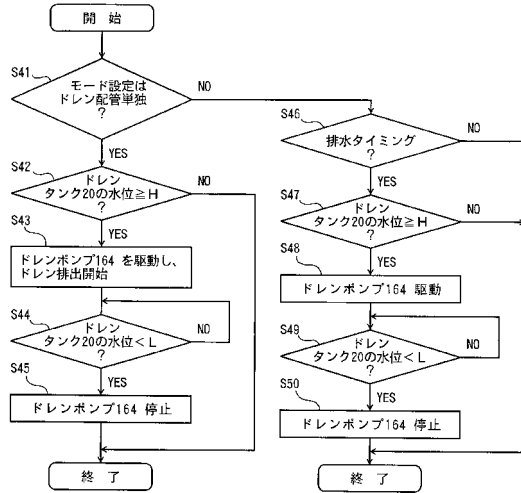 開 始
S41
モード設定は
ドレン配管単独
?
NO
YES
S42
ドレン
タンク20の水位≧H
?
NO
YES
S43
ドレンポンプ164 を駆動し、
ドレン排出開始
S44
ドレン
タンク20の水位<L
?
NO
YES
S45
ドレンポンプ164 停止
終 了
S46
排水タイミング
?
NO
YES
S47
ドレン
タンク20の水位≧H
?
NO
YES
S48
ドレンポンプ164 駆動
S49
ドレン
タンク20の水位<L
?
NO
YES
S50
ドレンポンプ164 停止
終 了